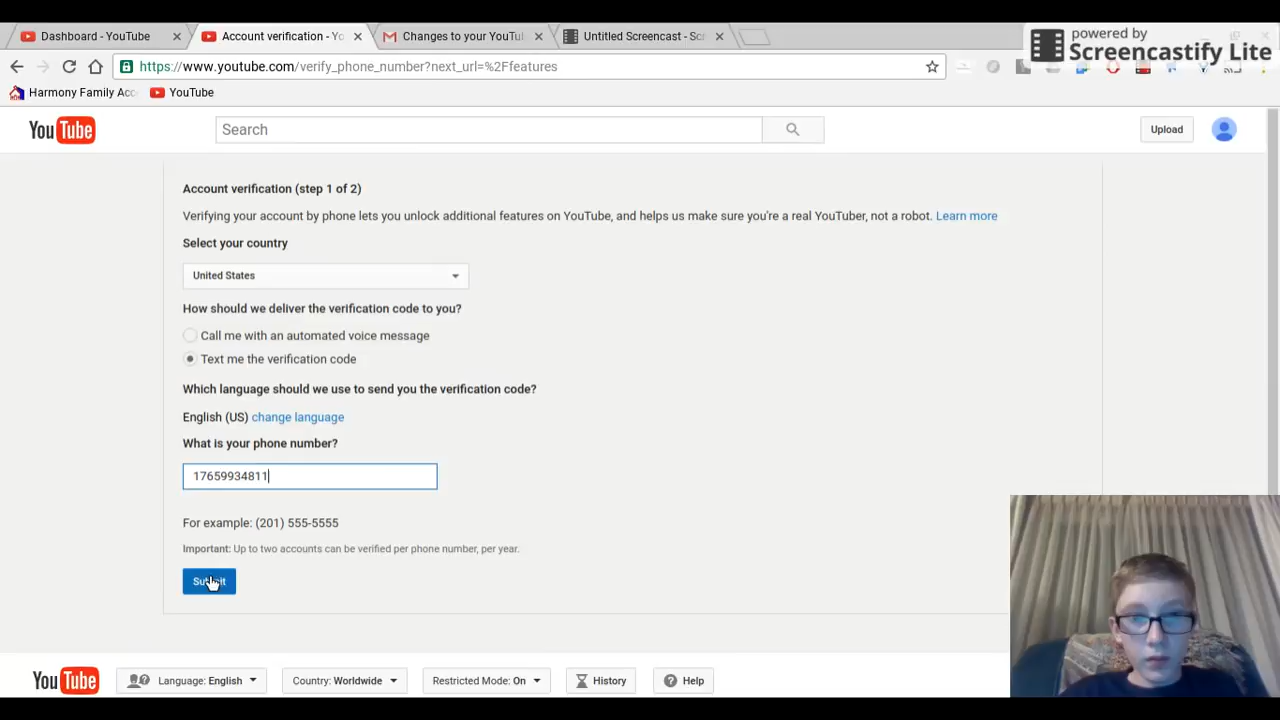 Dashboard - YouTube
Account verification - Yo
Changes to your YouTu
Untitled Screencast - Scr
powered by
Screencastify Lite
https://www.youtube.com/verify_phone_number?next_url=%2Ffeatures
Harmony Family Acc
YouTube
YouTube
Search
Upload
Account verification (step 1 of 2)
Verifying your account by phone lets you unlock additional features on YouTube, and helps us make sure you're a real YouTuber, not a robot. Learn more
Select your country
United States
How should we deliver the verification code to you?
Call me with an automated voice message
Text me the verification code
Which language should we use to send you the verification code?
English (US) change language
What is your phone number?
17659934811
For example: (201) 555-5555
Important: Up to two accounts can be verified per phone number, per year.
Submit
YouTube
Language: English
Country: Worldwide
Restricted Mode: On
History
Help